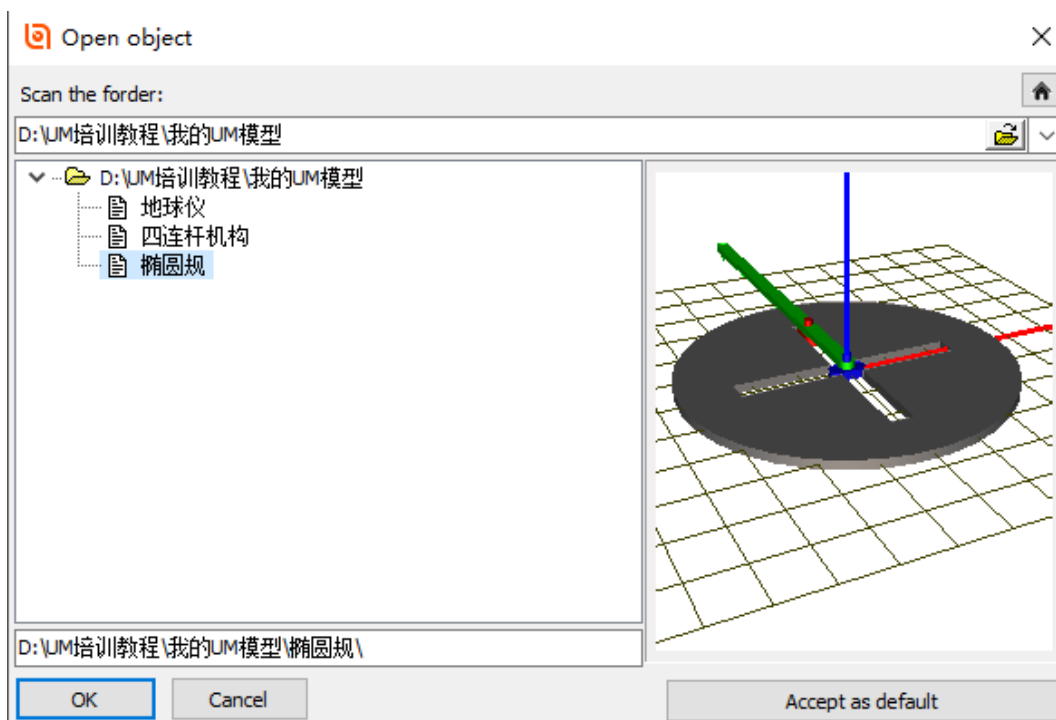 Open object
Scan the forder:
D:\UM培训教程\我的UM模型
D:\UM培训教程\我的UM模型
地球仪
四连杆机构
椭圆规
D:\UM培训教程\我的UM模型\椭圆规\
OK
Cancel
Accept as default